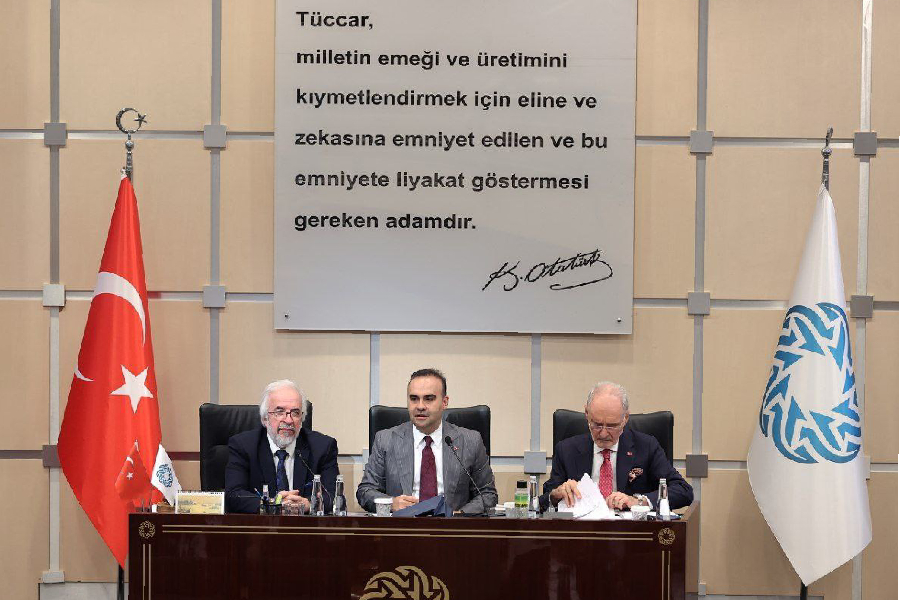 Tüccar,
milletin emeği ve üretimini
kıymetlendirmek için eline ve
zekasına emniyet edilen ve bu
emniyete liyakat göstermesi
gereken adamdır.
K. Atatürk